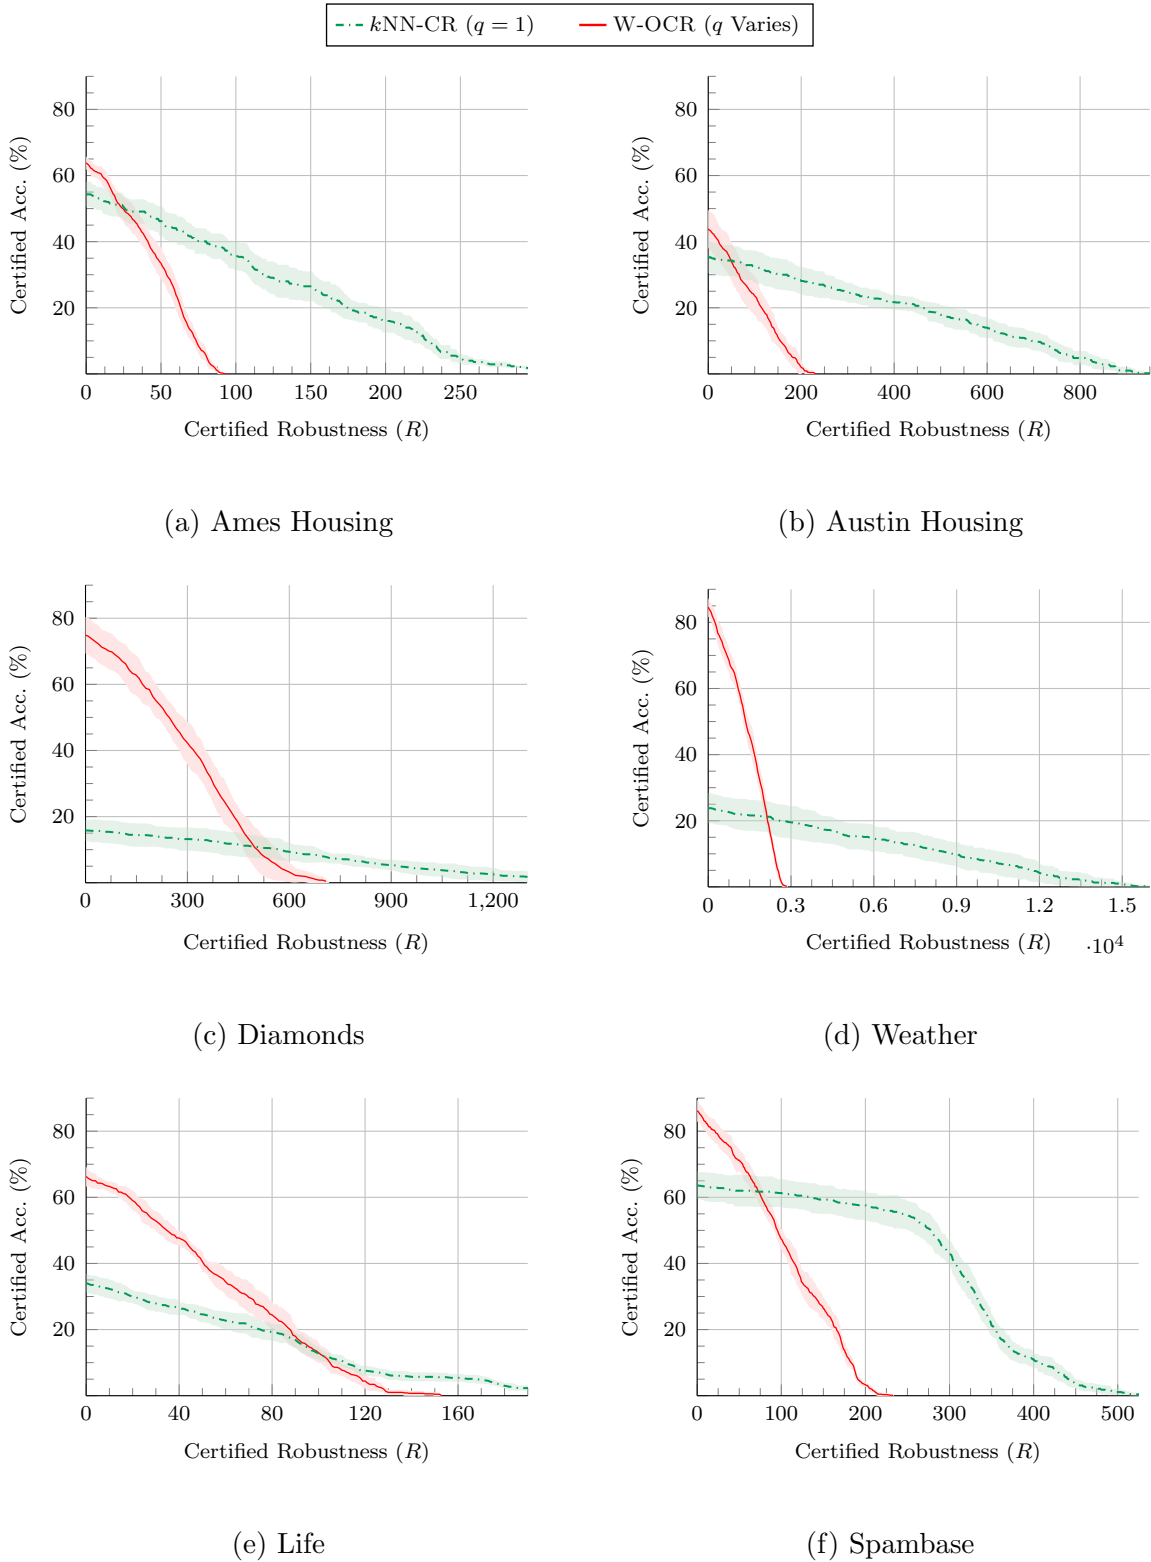 kNN-CR (q = 1) W-OCR (q Varies)
80
60
40
20
0 50 100 150 200 250
Certified Acc. (%)
Certified Robustness (R)
(a) Ames Housing
80
60
40
20
0 200 400 600 800
Certified Acc. (%)
Certified Robustness (R)
(b) Austin Housing
80
60
40
20
0 300 600 900 1,200
Certified Acc. (%)
Certified Robustness (R)
(c) Diamonds
80
60
40
20
0 0.3 0.6 0.9 1.2 1.5
Certified Acc. (%)
Certified Robustness (R) ·10⁴
(d) Weather
80
60
40
20
0 40 80 120 160
Certified Acc. (%)
Certified Robustness (R)
(e) Life
80
60
40
20
0 100 200 300 400 500
Certified Acc. (%)
Certified Robustness (R)
(f) Spambase